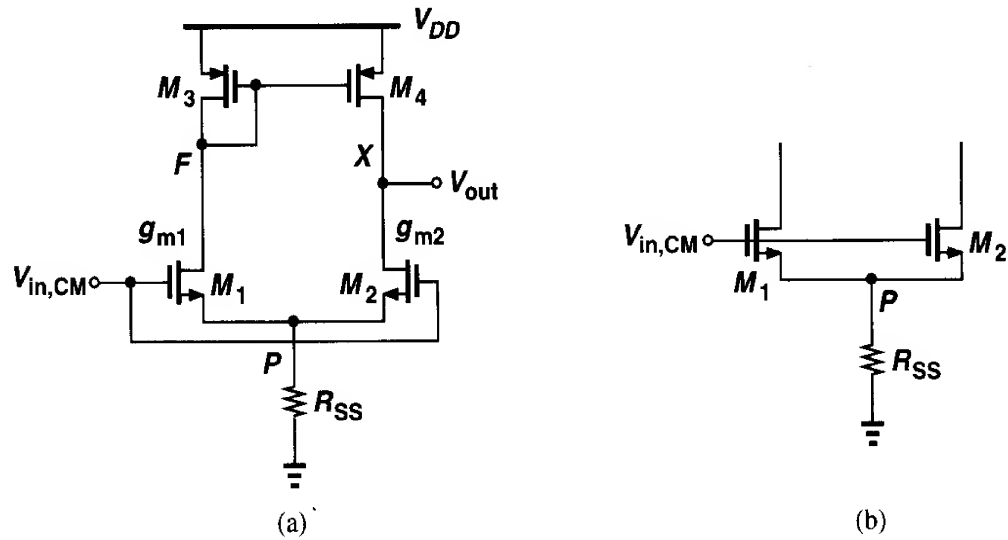 V_DD
M_3
M_4
F
X
V_out
g_m1
g_m2
V_in,CM
M_1
M_2
P
R_SS
(a)
V_in,CM
M_1
M_2
P
R_SS
(b)